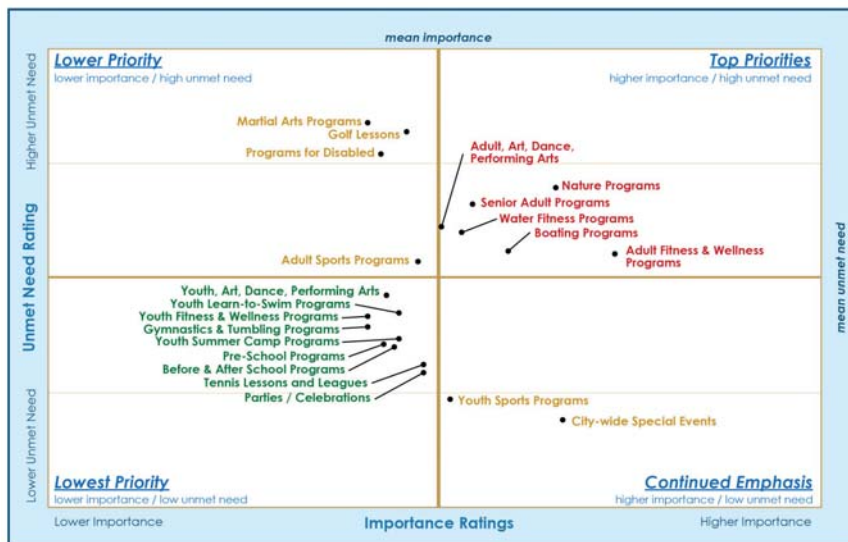 mean importance
Lower Priority
lower importance / high unmet need
Top Priorities
higher importance / high unmet need
Higher Unmet Need
Unmet Need Rating
Lower Unmet Need
mean unmet need
Martial Arts Programs
Golf Lessons
Programs for Disabled
Adult Sports Programs
Adult, Art, Dance,
Performing Arts
Nature Programs
Senior Adult Programs
Water Fitness Programs
Boating Programs
Adult Fitness & Wellness
Programs
Youth, Art, Dance, Performing Arts
Youth Learn-to-Swim Programs
Youth Fitness & Wellness Programs
Gymnastics & Tumbling Programs
Youth Summer Camp Programs
Pre-School Programs
Before & After School Programs
Tennis Lessons and Leagues
Parties / Celebrations
Youth Sports Programs
City-wide Special Events
Lowest Priority
lower importance / low unmet need
Continued Emphasis
higher importance / low unmet need
Lower Importance
Importance Ratings
Higher Importance